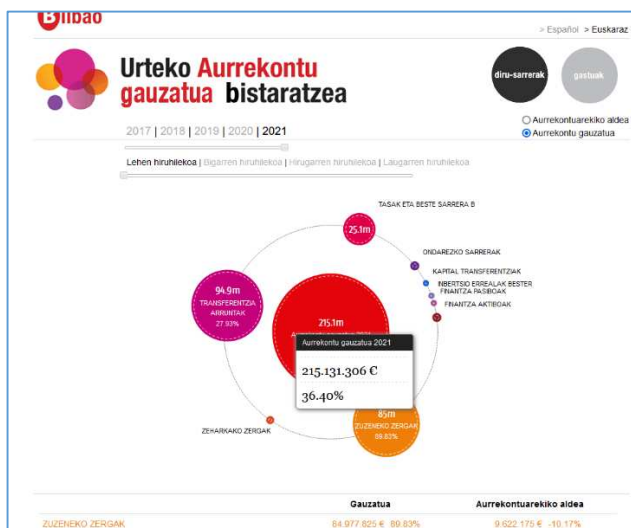 Bilbao
> Español > Euskaraz
Urteko Aurrekontu
gauzatua bistaratzea
diru-sarrerak
gastuak
Aurrekontuarekiko aldea
Aurrekontu gauzatua
2017 | 2018 | 2019 | 2020 | 2021
Lehen hiruhilekoa | Bigarren hiruhilekoa | Hirugarren hiruhilekoa | Laugarren hiruhilekoa
TASAK ETA BESTE SARRERA B
25.1m
ONDAREZKO SARRERAK
KAPITAL TRANSFERENTZIAK
INBERTSIO ERREALAK BESTER
FINANTZA PASIBOAK
FINANTZA AKTIBOAK
94.9m
TRANSFERENTZIA
ARRUNTAK
27.93%
215.1m
Aurrekontu gauzatua 2021
215.131.306 €
36.40%
85m
ZUZENEKO ZERGAK
89.83%
ZEHARKAKO ZERGAK
Gauzatua Aurrekontuarekiko aldea
ZUZENEKO ZERGAK 84.977.825 € 89.83% 9.622.175 € -10.17%